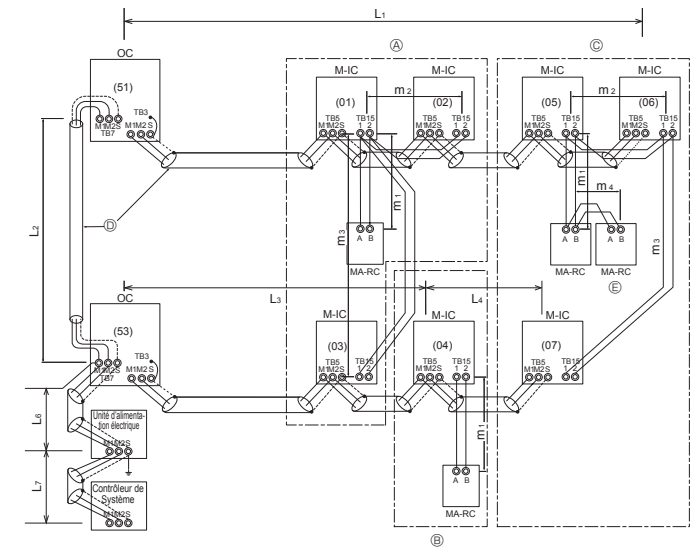 L1
Ⓐ
Ⓒ
OC
M-IC
M-IC
M-IC
M-IC
(51)
(01)
m2
(02)
(05)
m2
(06)
TB3
TB5
TB15
TB5
TB15
TB5
TB15
TB5
TB15
M1M2S
M1M2 S
M1M2S
1 2
M1M2S
1 2
M1M2S
1 2
M1M2S
1 2
TB7
L2
Ⓓ
m3
m1
m1
m4
m3
A B
A B
A B
MA-RC
MA-RC
MA-RC
Ⓔ
OC
L3
L4
M-IC
M-IC
M-IC
(53)
(03)
(04)
(07)
TB3
TB5
TB15
TB5
TB15
TB5
TB15
M1M2S
M1M2 S
M1M2S
1 2
M1M2S
1 2
M1M2S
1 2
TB7
L6
Unité d'alimenta-
tion électrique
M1M2S
m1
L7
Contrôleur de
Système
M1M2S
A B
MA-RC
Ⓑ